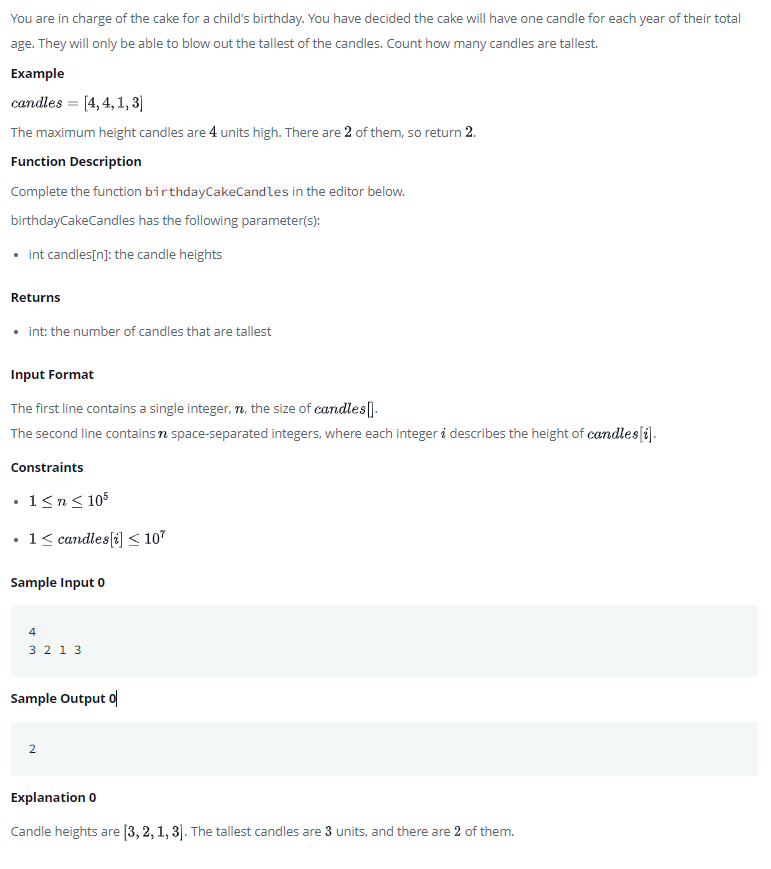 You are in charge of the cake for a child's birthday. You have decided the cake will have one candle for each year of their total
age. They will only be able to blow out the tallest of the candles. Count how many candles are tallest.
Example
candles = [4, 4, 1, 3]
The maximum height candles are 4 units high. There are 2 of them, so return 2.
Function Description
Complete the function birthdayCakeCandles in the editor below.
birthdayCakeCandles has the following parameter(s):
• int candles[n]: the candle heights
Returns
• int: the number of candles that are tallest
Input Format
The first line contains a single integer, n, the size of candles[].
The second line contains n space-separated integers, where each integer i describes the height of candles[i].
Constraints
• 1 ≤ n ≤ 10⁵
• 1 ≤ candles[i] ≤ 10⁷
Sample Input 0
4
3 2 1 3
Sample Output 0
2
Explanation 0
Candle heights are [3, 2, 1, 3]. The tallest candles are 3 units, and there are 2 of them.